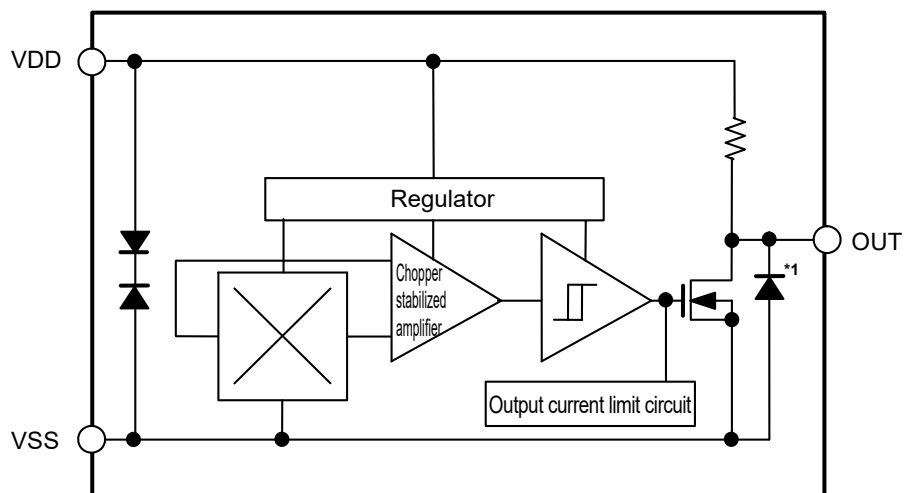 VDD
Regulator
OUT
*1
Chopper
stabilized
amplifier
Output current limit circuit
VSS